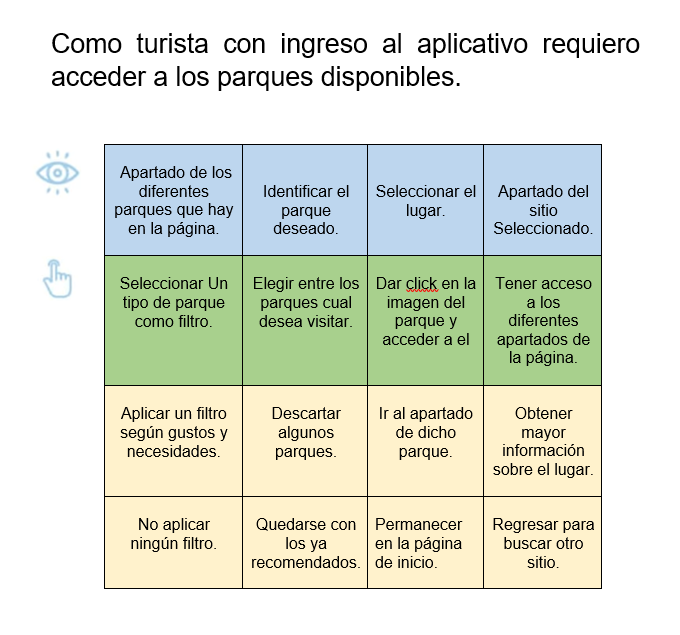 Como turista con ingreso al aplicativo requiero
acceder a los parques disponibles.
Apartado de los
diferentes
parques que hay
en la página.
Identificar el
parque
deseado.
Seleccionar el
lugar.
Apartado del
sitio
Seleccionado.
Seleccionar Un
tipo de parque
como filtro.
Elegir entre los
parques cual
desea visitar.
Dar click en la
imagen del
parque y
acceder a el
Tener acceso
a los
diferentes
apartados de
la página.
Aplicar un filtro
según gustos y
necesidades.
Descartar
algunos
parques.
Ir al apartado
de dicho
parque.
Obtener
mayor
información
sobre el lugar.
No aplicar
ningún filtro.
Quedarse con
los ya
recomendados.
Permanecer
en la página
de inicio.
Regresar para
buscar otro
sitio.